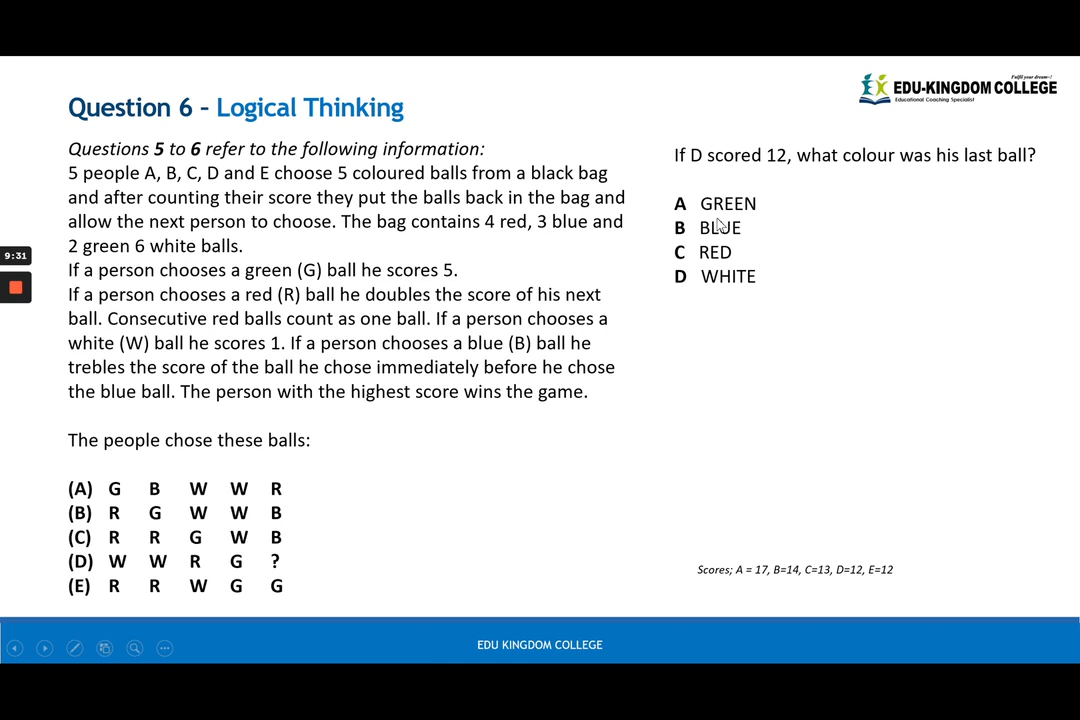 Fulfil your dream~!
EDU-KINGDOM COLLEGE
Educational Coaching Specialist
Question 6 – Logical Thinking
Questions 5 to 6 refer to the following information:
5 people A, B, C, D and E choose 5 coloured balls from a black bag
and after counting their score they put the balls back in the bag and
allow the next person to choose. The bag contains 4 red, 3 blue and
2 green 6 white balls.
If a person chooses a green (G) ball he scores 5.
If a person chooses a red (R) ball he doubles the score of his next
ball. Consecutive red balls count as one ball. If a person chooses a
white (W) ball he scores 1. If a person chooses a blue (B) ball he
trebles the score of the ball he chose immediately before he chose
the blue ball. The person with the highest score wins the game.
The people chose these balls:
(A) G B W W R
(B) R G W W B
(C) R R G W B
(D) W W R G ?
(E) R R W G G
If D scored 12, what colour was his last ball?
A GREEN
B BLUE
C RED
D WHITE
Scores; A = 17, B=14, C=13, D=12, E=12
9:31
EDU KINGDOM COLLEGE